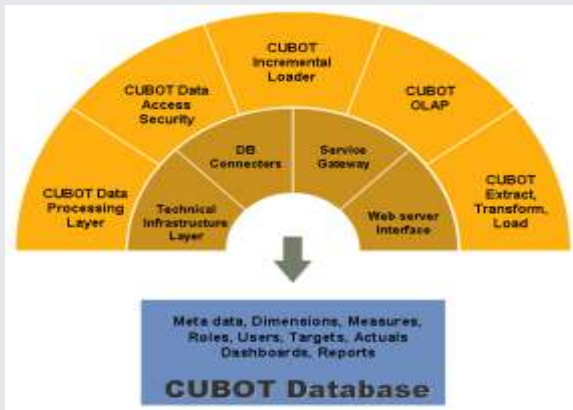 CUBOT
Incremental
Loader
CUBOT Data
Access
Security
CUBOT
OLAP
CUBOT Data
Processing
Layer
CUBOT
Extract,
Transform,
Load
DB
Connectors
Service
Gateway
Technical
Infrastructure
Layer
Web server
Interface
Meta data, Dimensions, Measures,
Roles, Users, Targets, Actuals
Dashboards, Reports
CUBOT Database